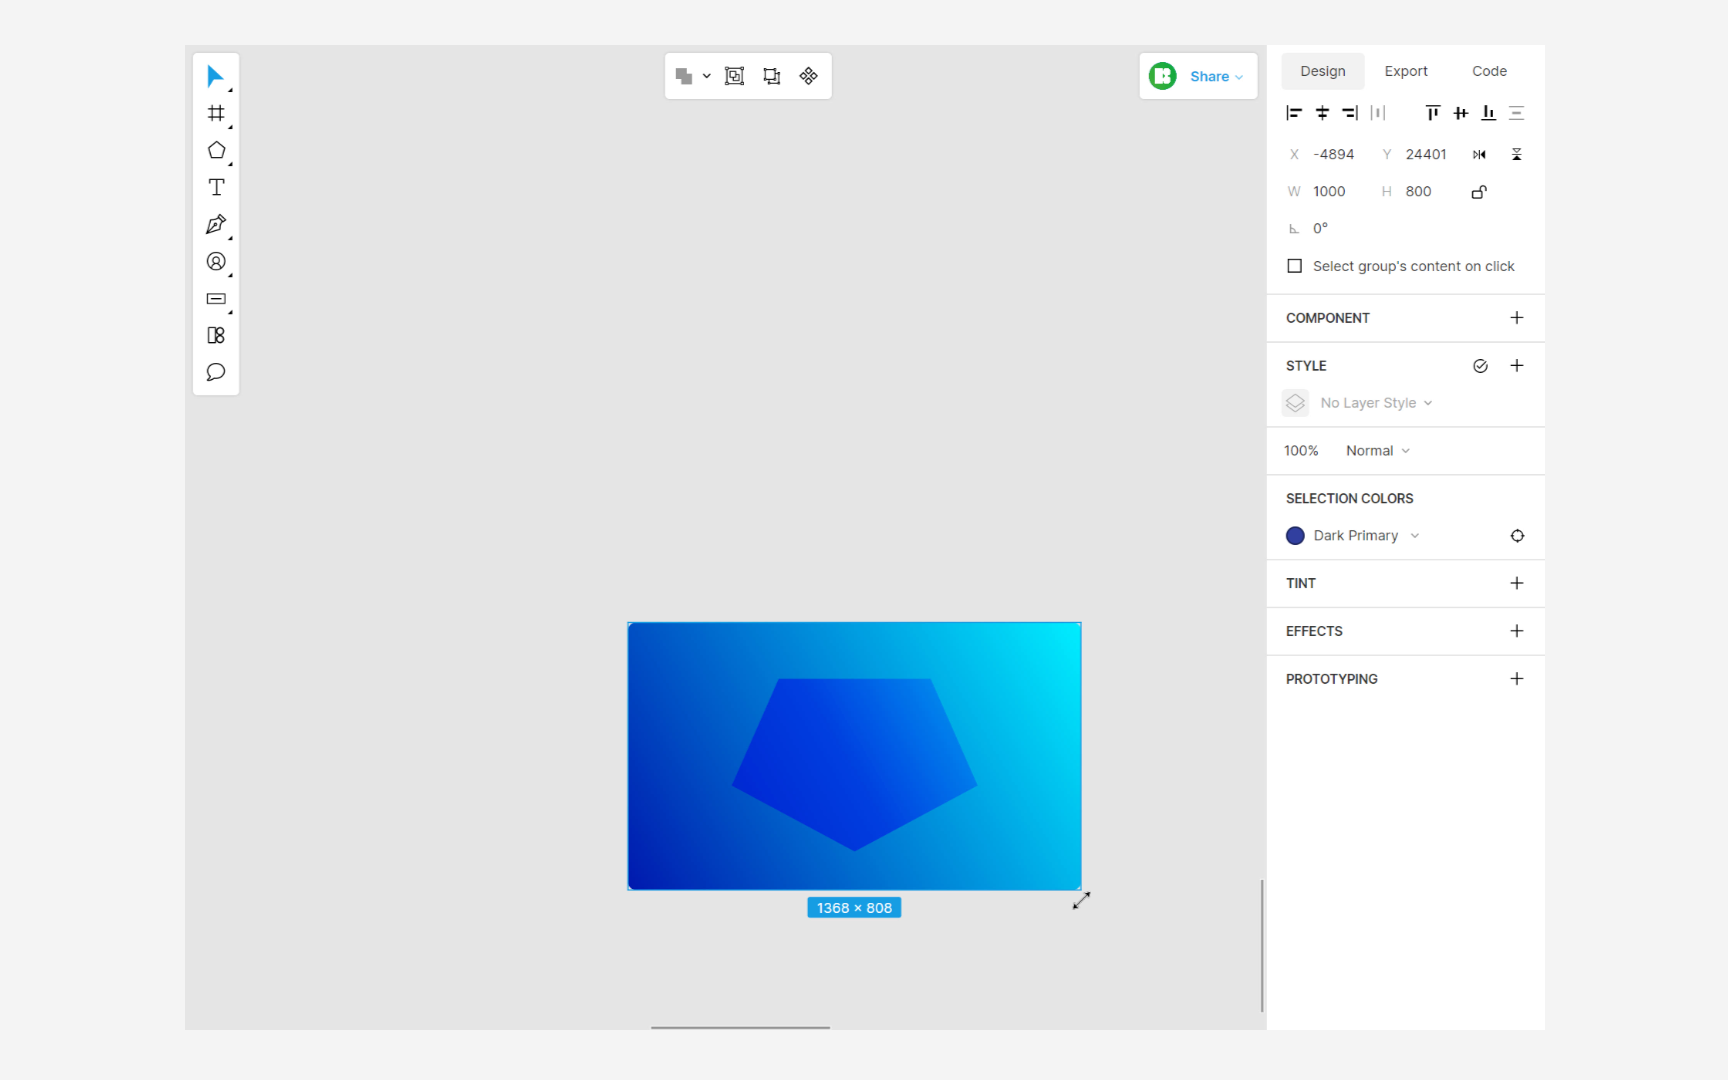 Share
Design Export Code
X -4894 Y 24401
W 1000 H 800
0°
Select group's content on click
COMPONENT
STYLE
No Layer Style
100% Normal
SELECTION COLORS
Dark Primary
TINT
EFFECTS
PROTOTYPING
1368 × 808